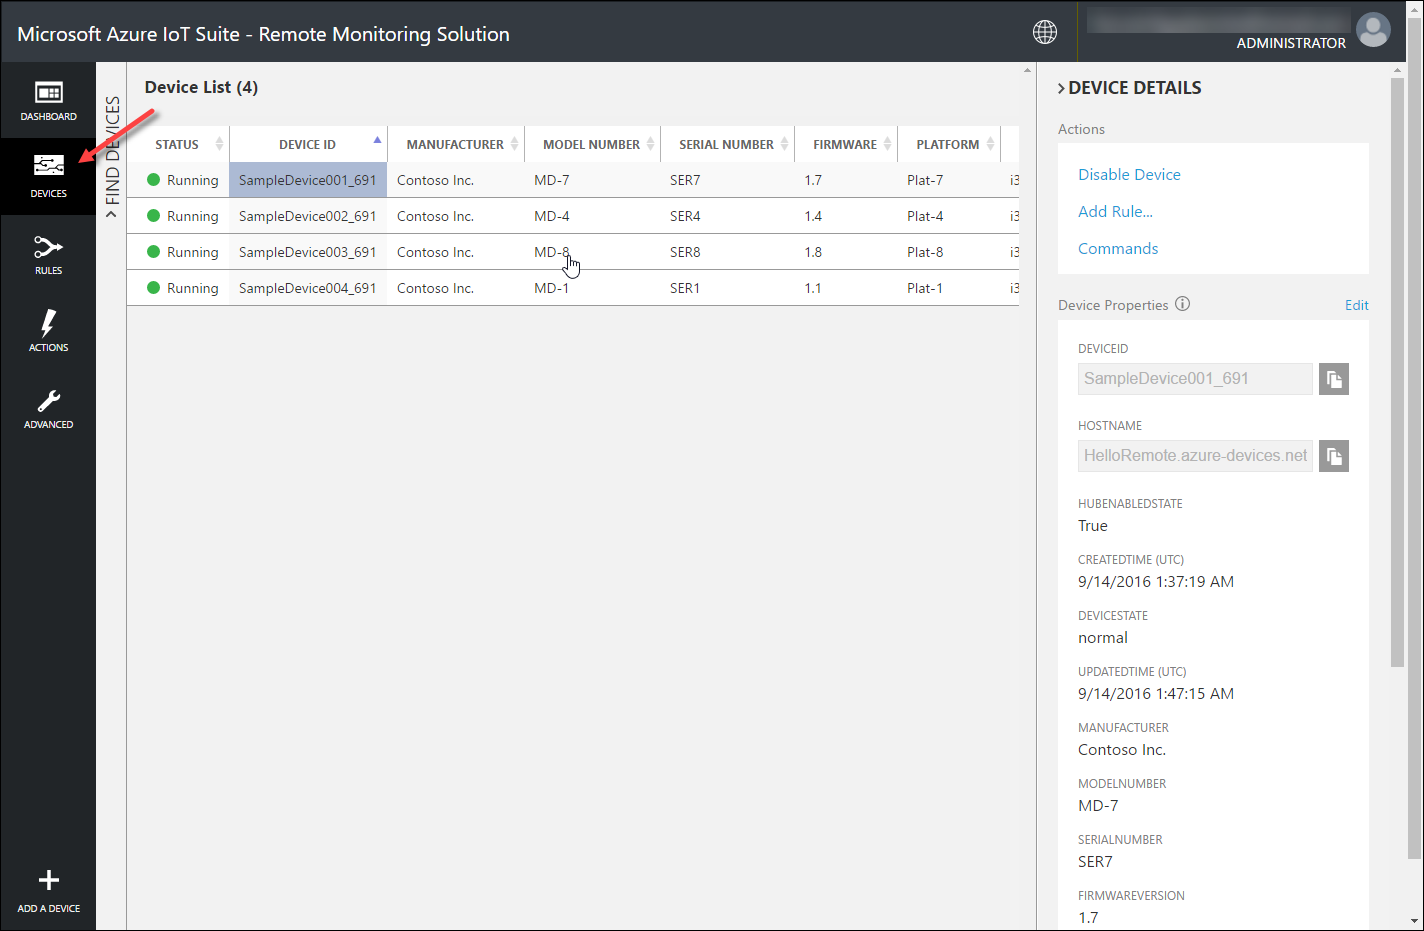 Microsoft Azure IoT Suite - Remote Monitoring Solution
ADMINISTRATOR
DASHBOARD
DEVICES
RULES
ACTIONS
ADVANCED
ADD A DEVICE
FIND DEVICES
Device List (4)
STATUS DEVICE ID MANUFACTURER MODEL NUMBER SERIAL NUMBER FIRMWARE PLATFORM
Running SampleDevice001_691 Contoso Inc. MD-7 SER7 1.7 Plat-7 i3
Running SampleDevice002_691 Contoso Inc. MD-4 SER4 1.4 Plat-4 i3
Running SampleDevice003_691 Contoso Inc. MD-8 SER8 1.8 Plat-8 i3
Running SampleDevice004_691 Contoso Inc. MD-1 SER1 1.1 Plat-1 i3
DEVICE DETAILS
Actions
Disable Device
Add Rule...
Commands
Device Properties Edit
DEVICEID
SampleDevice001_691
HOSTNAME
HelloRemote.azure-devices.net
HUBENABLEDSTATE
True
CREATEDTIME (UTC)
9/14/2016 1:37:19 AM
DEVICESTATE
normal
UPDATEDTIME (UTC)
9/14/2016 1:47:15 AM
MANUFACTURER
Contoso Inc.
MODELNUMBER
MD-7
SERIALNUMBER
SER7
FIRMWAREVERSION
1.7